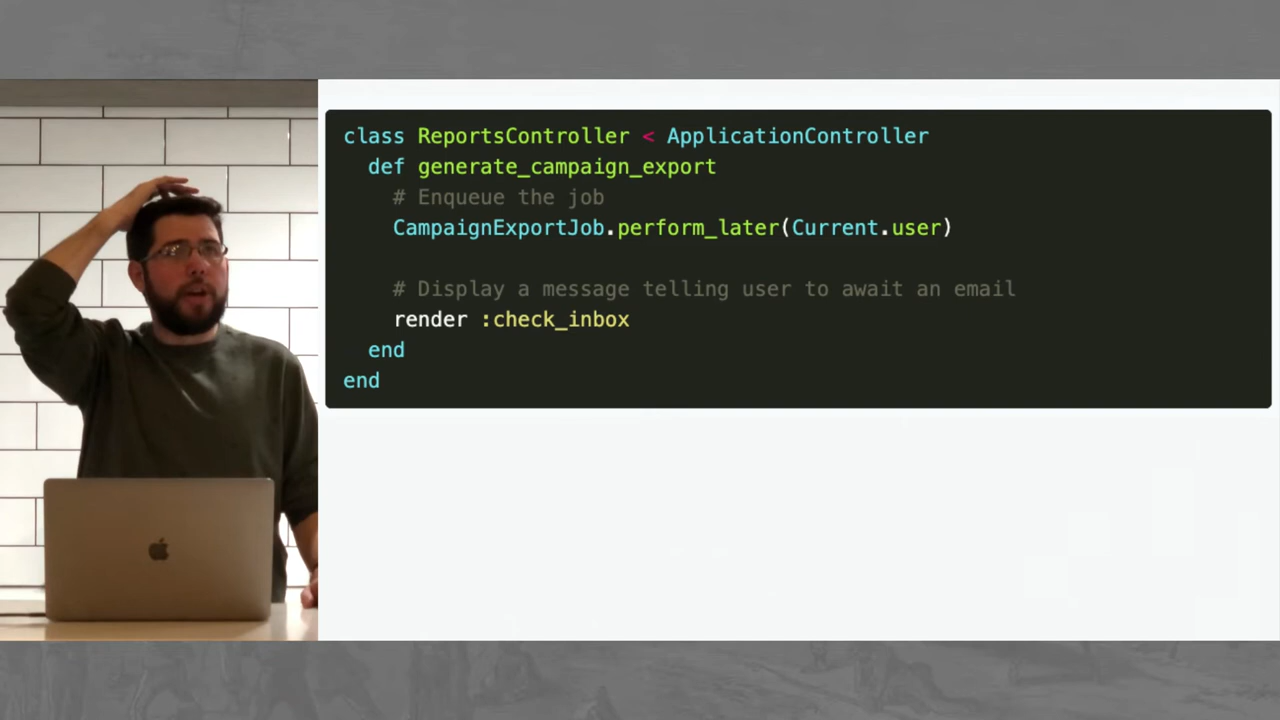 class ReportsController < ApplicationController
  def generate_campaign_export
    # Enqueue the job
    CampaignExportJob.perform_later(Current.user)

    # Display a message telling user to await an email
    render :check_inbox
  end
end